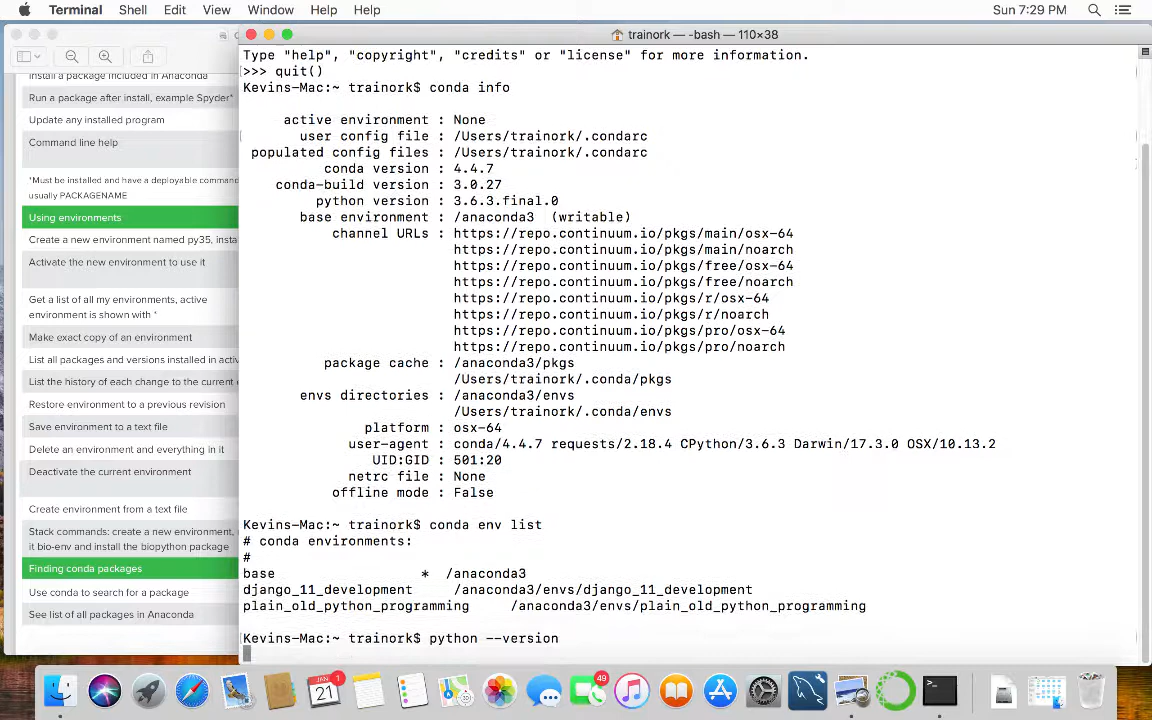 Terminal Shell Edit View Window Help Help Sun 7:29 PM
trainork — -bash — 110×38
Install a package included in Anaconda
Run a package after install, example Spyder*
Update any installed program
Command line help
*Must be installed and have a deployable command
usually PACKAGENAME
Using environments
Create a new environment named py35, insta
Activate the new environment to use it
Get a list of all my environments, active
environment is shown with *
Make exact copy of an environment
List all packages and versions installed in activ
List the history of each change to the current e
Restore environment to a previous revision
Save environment to a text file
Delete an environment and everything in it
Deactivate the current environment
Create environment from a text file
Stack commands: create a new environment,
it bio-env and install the biopython package
Finding conda packages
Use conda to search for a package
See list of all packages in Anaconda
Type "help", "copyright", "credits" or "license" for more information.
>>> quit()
Kevins-Mac:~ trainork$ conda info
active environment : None
user config file : /Users/trainork/.condarc
populated config files : /Users/trainork/.condarc
conda version : 4.4.7
conda-build version : 3.0.27
python version : 3.6.3.final.0
base environment : /anaconda3  (writable)
channel URLs : https://repo.continuum.io/pkgs/main/osx-64
https://repo.continuum.io/pkgs/main/noarch
https://repo.continuum.io/pkgs/free/osx-64
https://repo.continuum.io/pkgs/free/noarch
https://repo.continuum.io/pkgs/r/osx-64
https://repo.continuum.io/pkgs/r/noarch
https://repo.continuum.io/pkgs/pro/osx-64
https://repo.continuum.io/pkgs/pro/noarch
package cache : /anaconda3/pkgs
/Users/trainork/.conda/pkgs
envs directories : /anaconda3/envs
/Users/trainork/.conda/envs
platform : osx-64
user-agent : conda/4.4.7 requests/2.18.4 CPython/3.6.3 Darwin/17.3.0 OSX/10.13.2
UID:GID : 501:20
netrc file : None
offline mode : False
Kevins-Mac:~ trainork$ conda env list
# conda environments:
#
base * /anaconda3
django_11_development /anaconda3/envs/django_11_development
plain_old_python_programming /anaconda3/envs/plain_old_python_programming
Kevins-Mac:~ trainork$ python --version
JAN
21
1
49